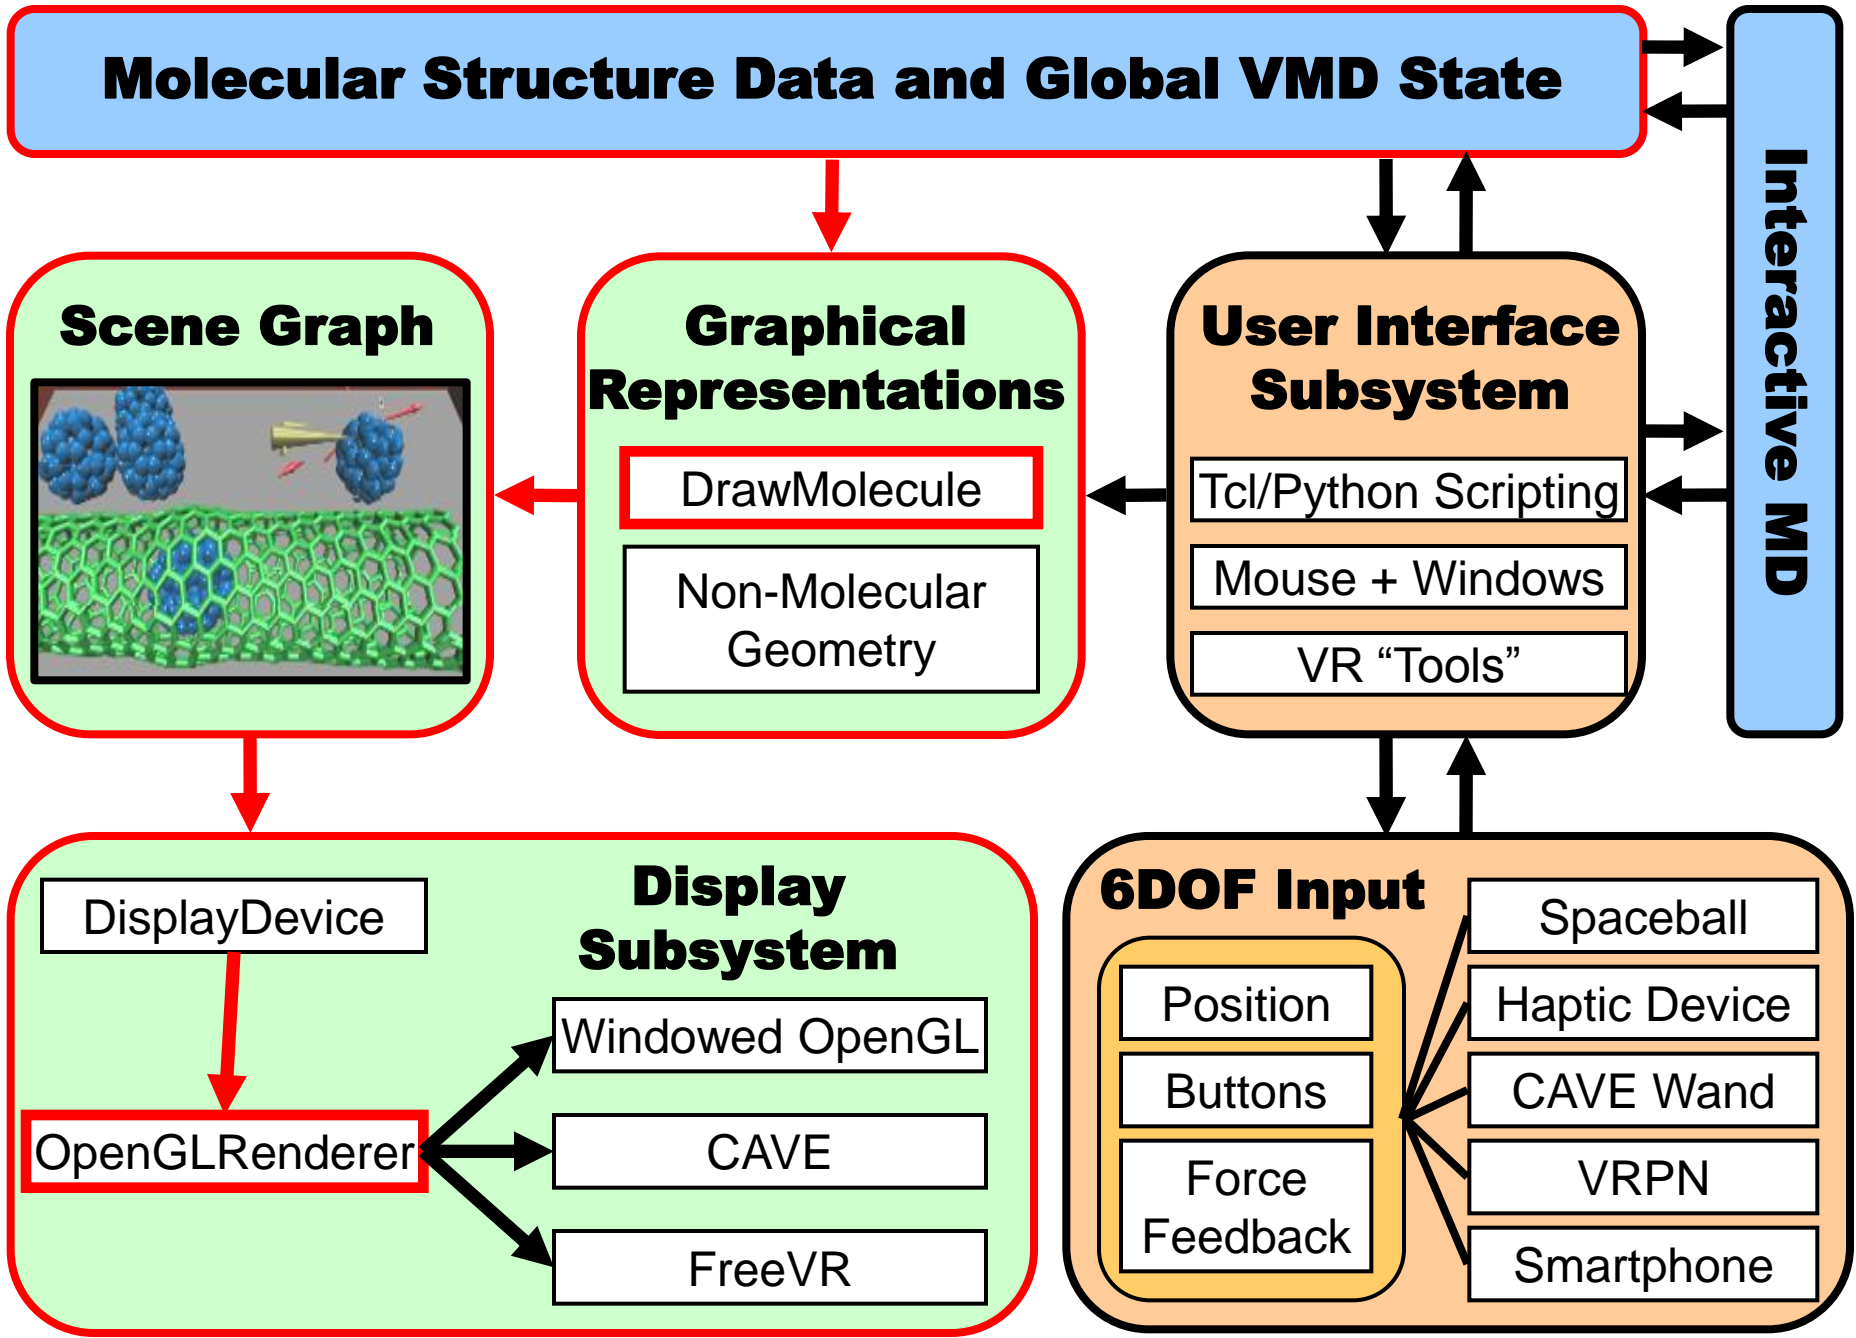 Molecular Structure Data and Global VMD State
Interactive MD
Scene Graph
Graphical
Representations
DrawMolecule
Non-Molecular
Geometry
User Interface
Subsystem
Tcl/Python Scripting
Mouse + Windows
VR “Tools”
Display
Subsystem
DisplayDevice
OpenGLRenderer
Windowed OpenGL
CAVE
FreeVR
6DOF Input
Position
Buttons
Force
Feedback
Spaceball
Haptic Device
CAVE Wand
VRPN
Smartphone